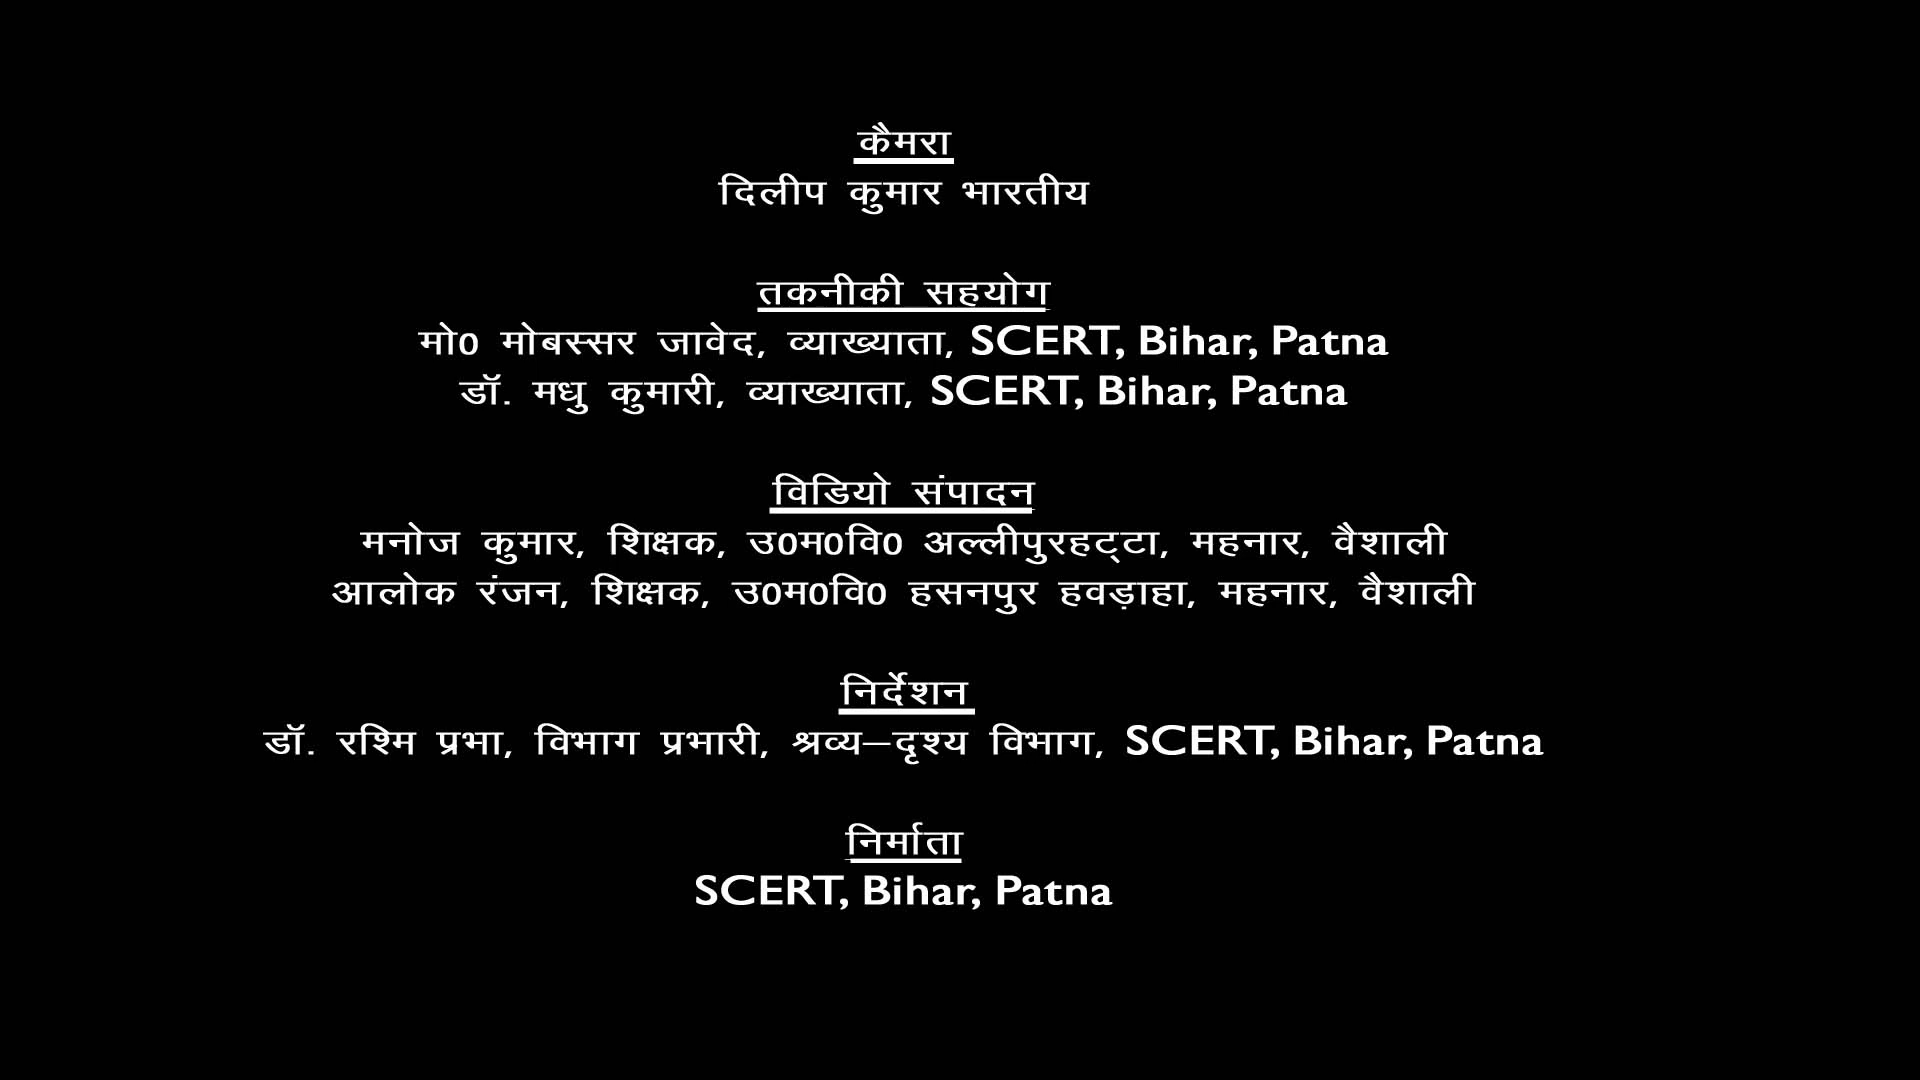 कैमरा
दिलीप कुमार भारतीय
तकनीकी सहयोग
मो0 मोबस्सर जावेद, व्याख्याता, SCERT, Bihar, Patna
डॉ. मधु कुमारी, व्याख्याता, SCERT, Bihar, Patna
विडियो संपादन
मनोज कुमार, शिक्षक, उ0म0वि0 अल्लीपुरहट्टा, महनार, वैशाली
आलोक रंजन, शिक्षक, उ0म0वि0 हसनपुर हवड़ाहा, महनार, वैशाली
निर्देशन
डॉ. रश्मि प्रभा, विभाग प्रभारी, श्रव्य–दृश्य विभाग, SCERT, Bihar, Patna
निर्माता
SCERT, Bihar, Patna